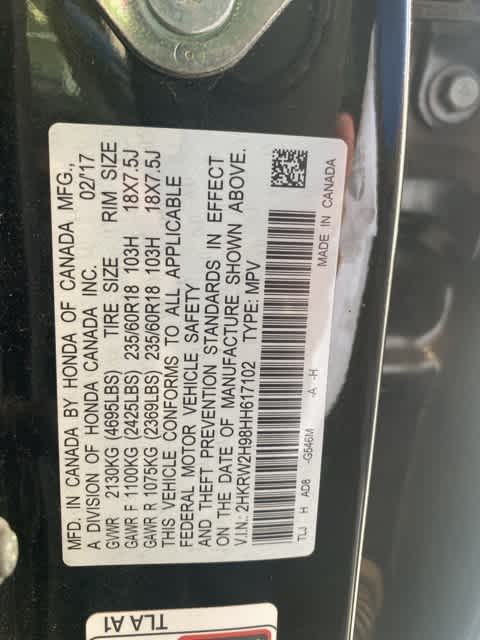 MFD. IN CANADA BY HONDA OF CANADA MFG.,
A DIVISION OF HONDA CANADA INC. 02/17
GVWR 2130KG (4695LBS) TIRE SIZE RIM SIZE
GAWR F 1100KG (2425LBS) 235/60R18 103H 18X7.5J
GAWR R 1075KG (2369LBS) 235/60R18 103H 18X7.5J
THIS VEHICLE CONFORMS TO ALL APPLICABLE
FEDERAL MOTOR VEHICLE SAFETY
AND THEFT PREVENTION STANDARDS IN EFFECT
ON THE DATE OF MANUFACTURE SHOWN ABOVE.
V.I.N.: 2HKRW2H98HH617102 TYPE: MPV
TLJ H AD8 -G546M -A -H
MADE IN CANADA
TLA A1